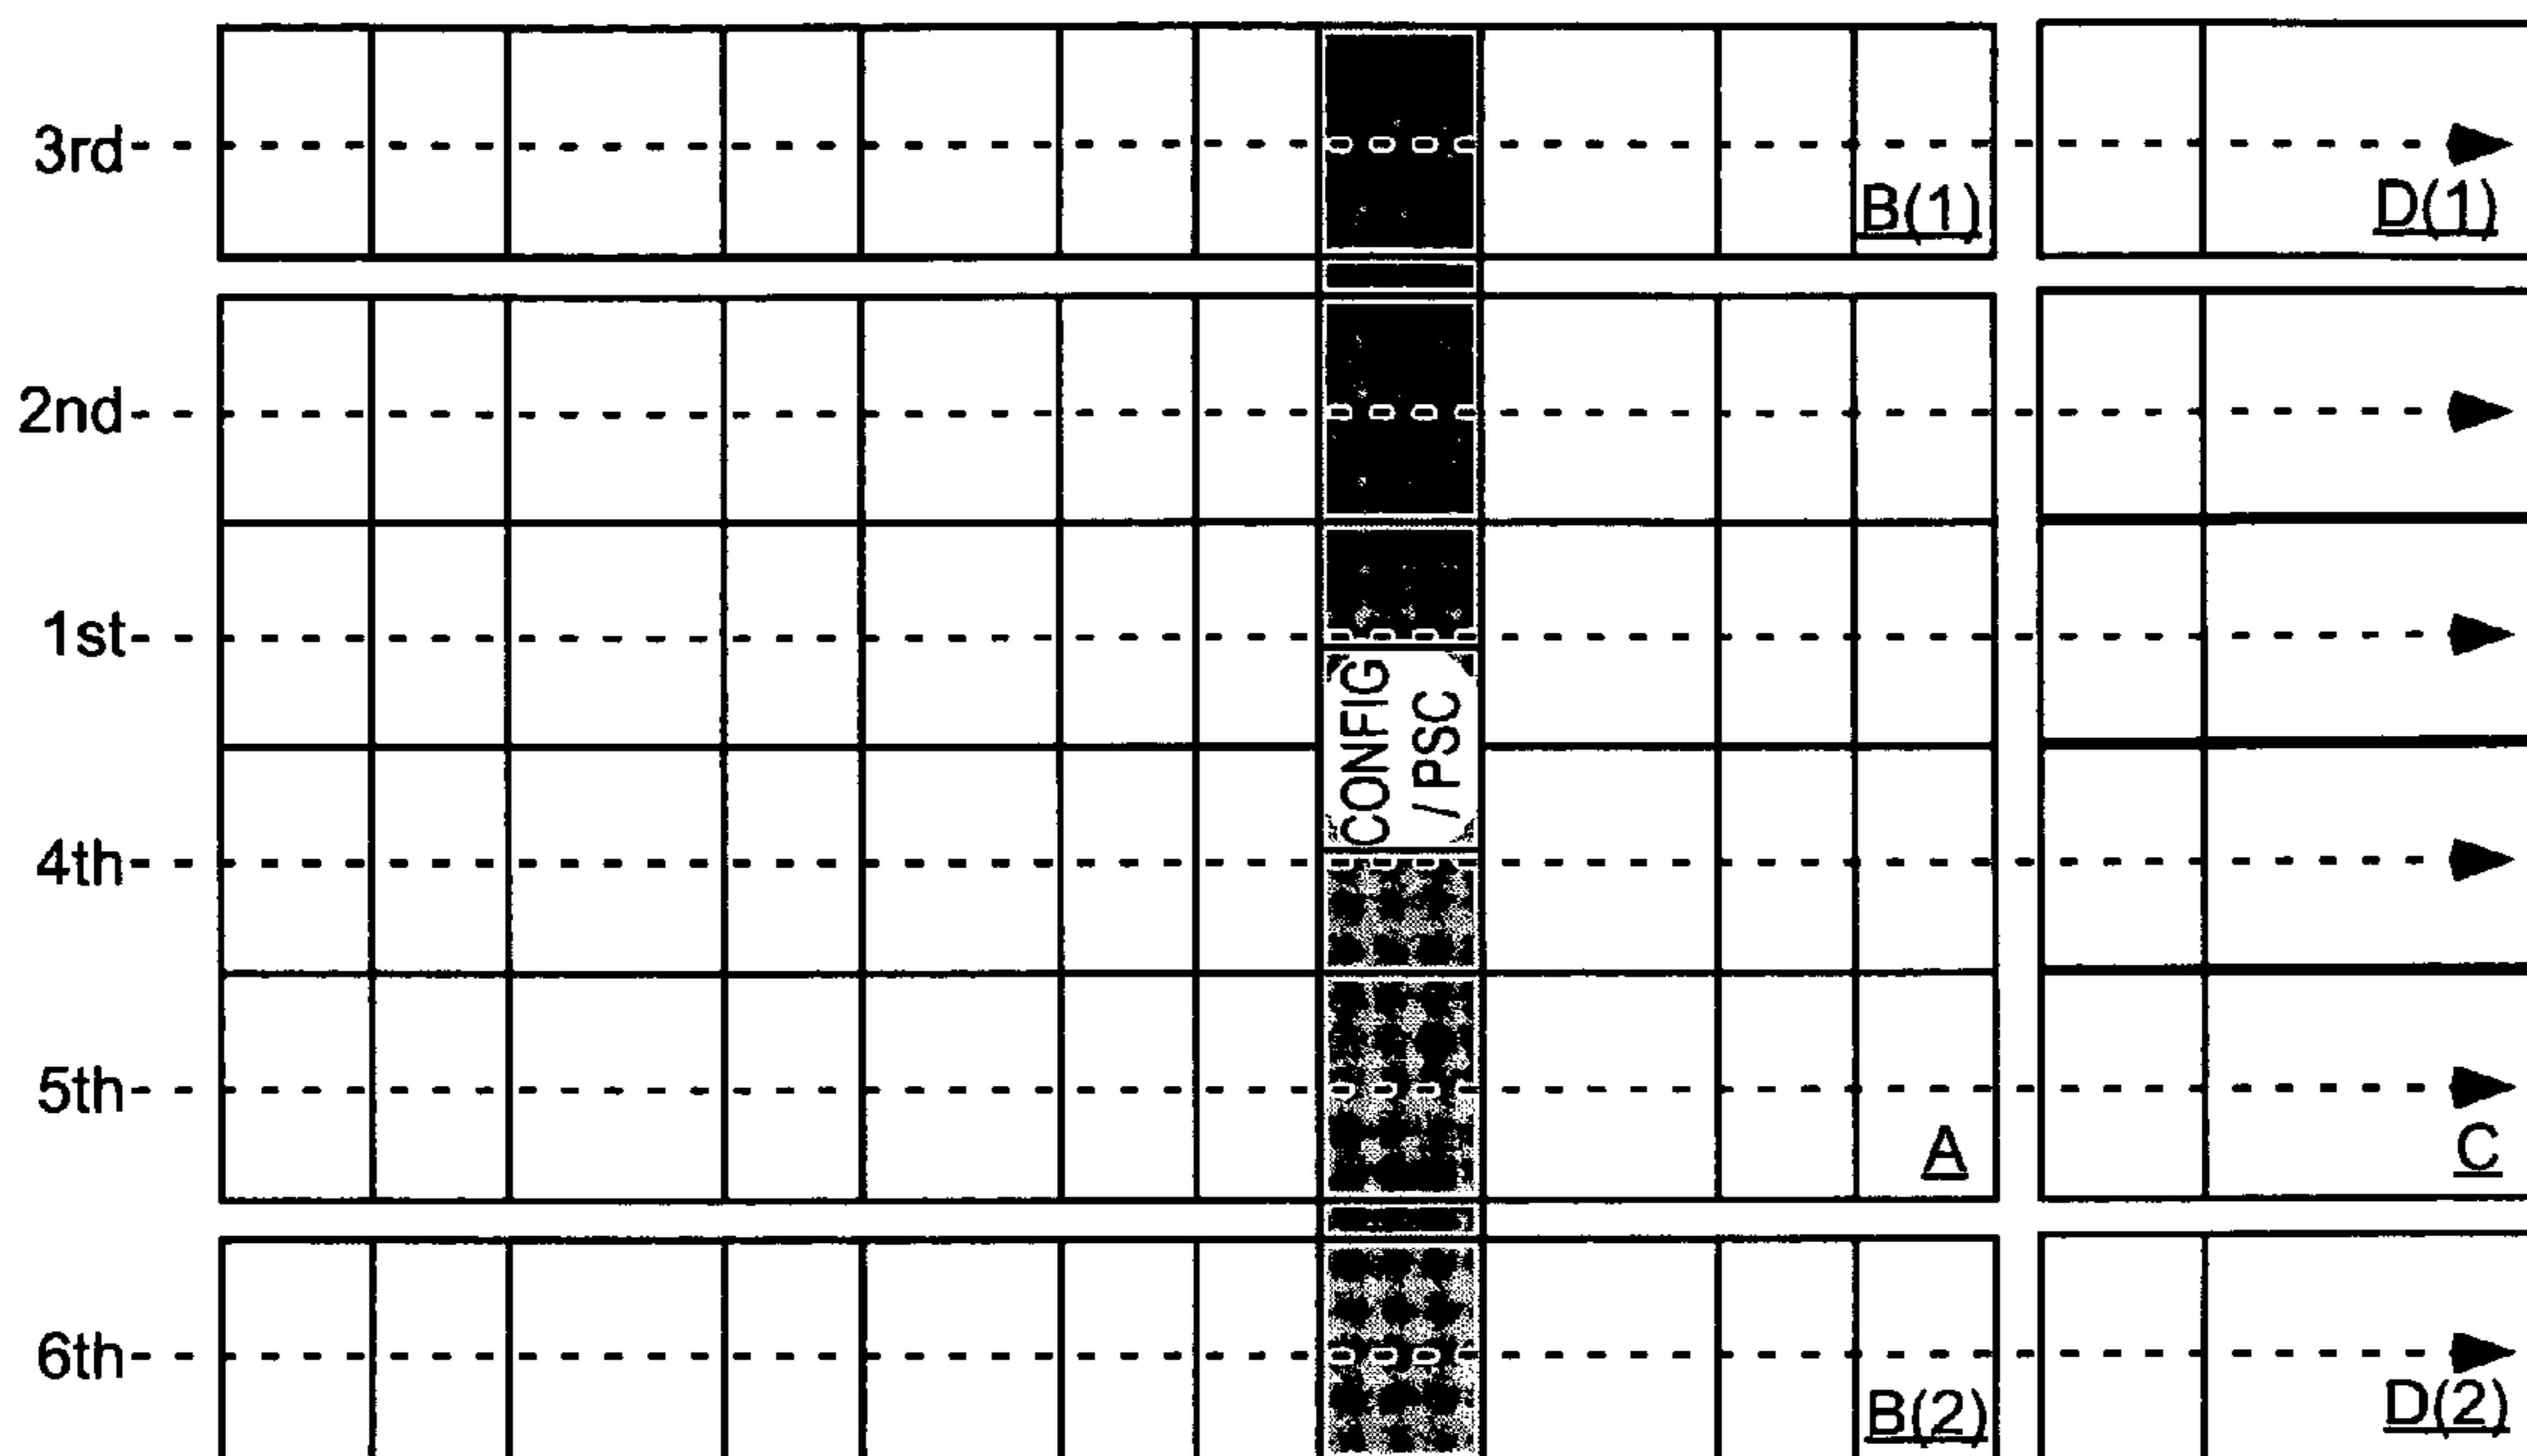 3rd
B(1)
D(1)
2nd
1st
CONFIG
/ PSC
4th
5th
A
C
6th
B(2)
D(2)